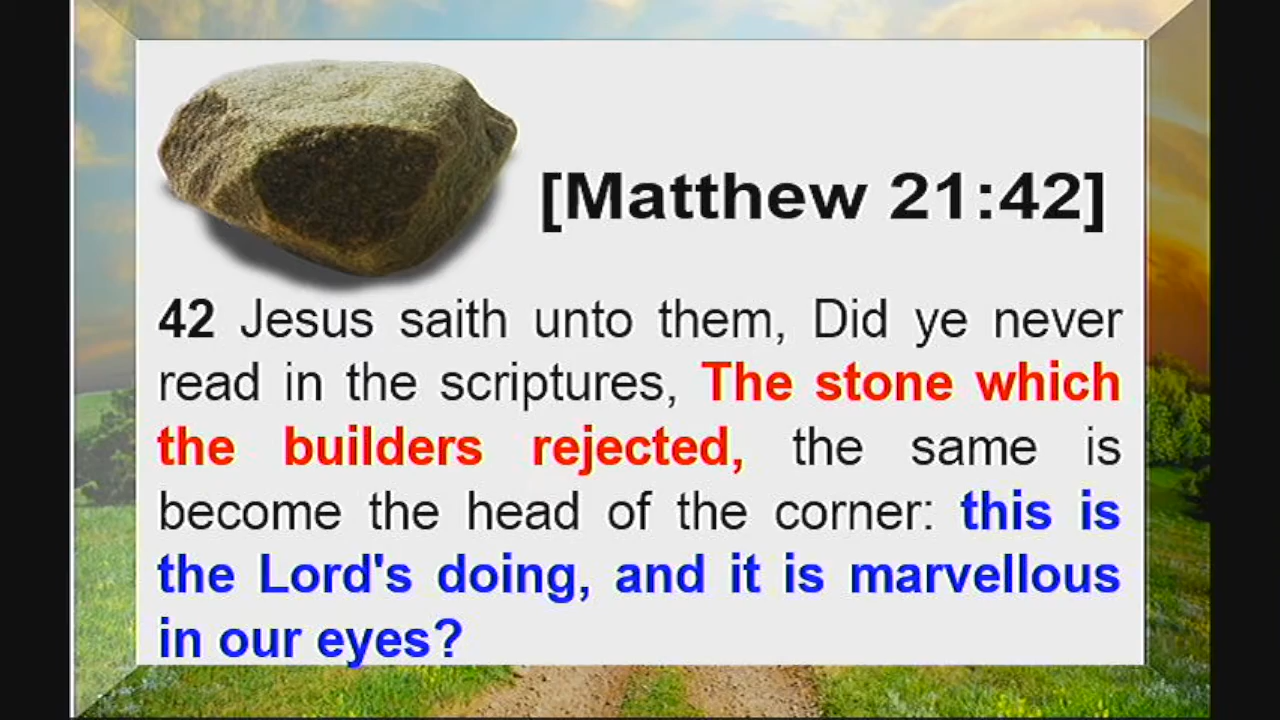 [Matthew 21:42]
42 Jesus saith unto them, Did ye never
read in the scriptures, The stone which
the builders rejected, the same is
become the head of the corner: this is
the Lord's doing, and it is marvellous
in our eyes?